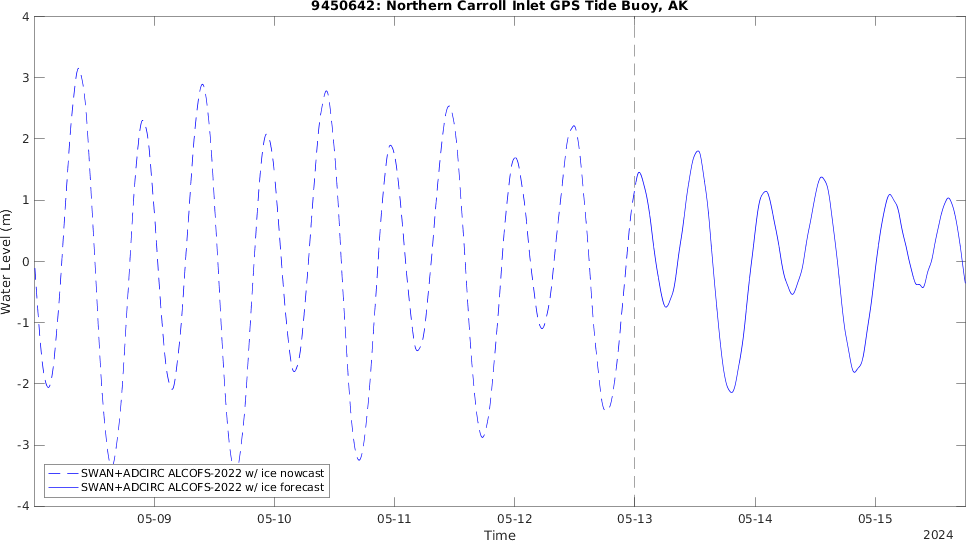 9450642: Northern Carroll Inlet GPS Tide Buoy, AK
4
3
2
1
0
-1
-2
-3
-4
Water Level (m)
SWAN+ADCIRC ALCOFS-2022 w/ ice nowcast
SWAN+ADCIRC ALCOFS-2022 w/ ice forecast
05-09 05-10 05-11 05-12 05-13 05-14 05-15
Time
2024